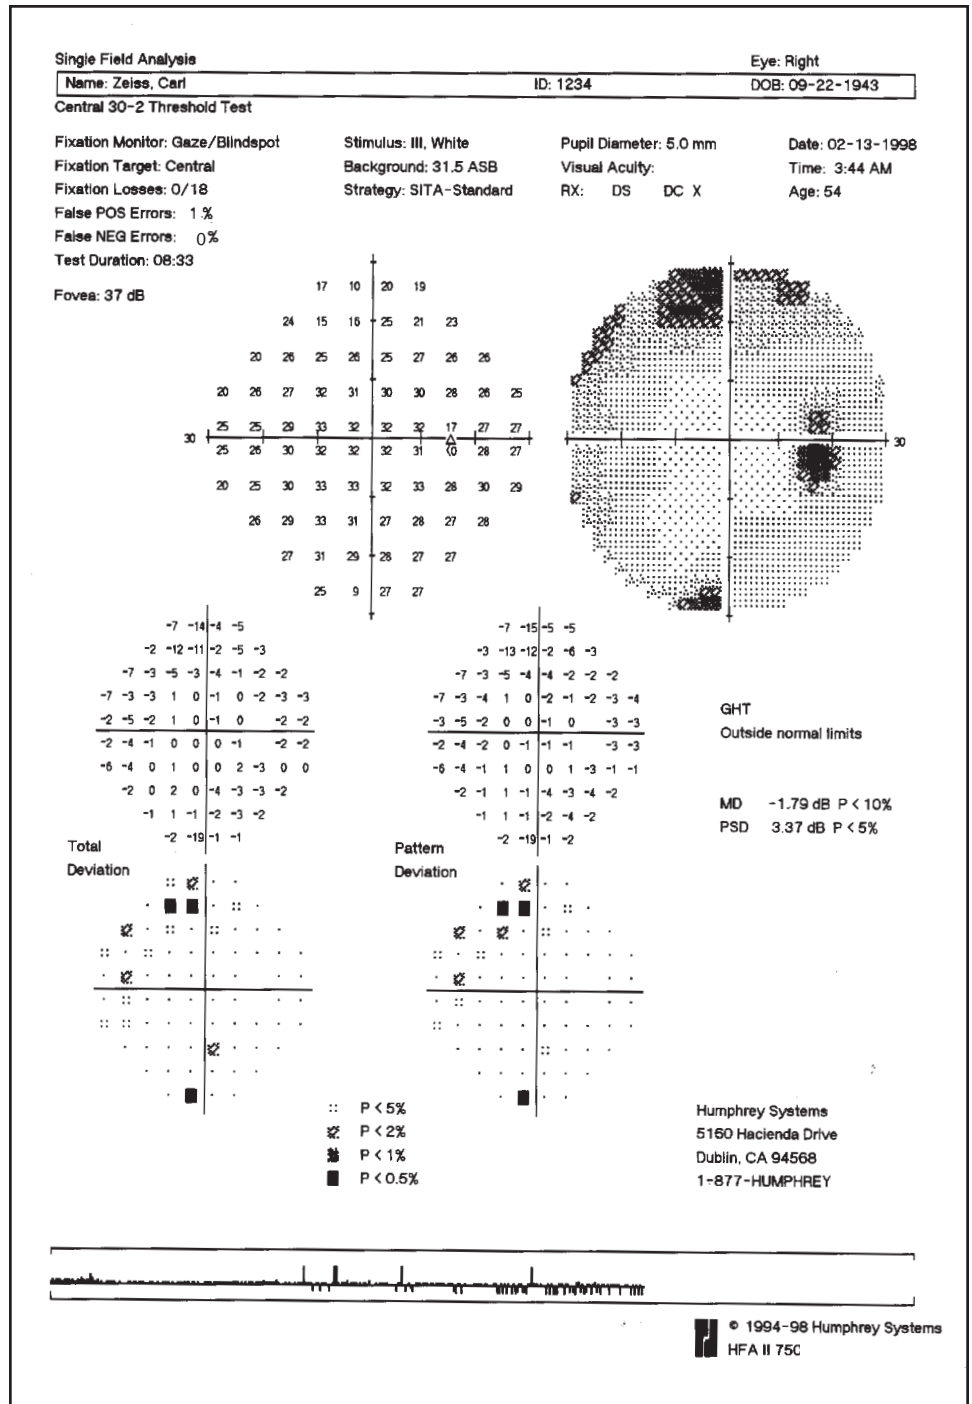 Single Field Analysis Eye: Right
Name: Zeiss, Carl ID: 1234 DOB: 09-22-1943
Central 30-2 Threshold Test
Fixation Monitor: Gaze/Blindspot Stimulus: III, White Pupil Diameter: 5.0 mm Date: 02-13-1998
Fixation Target: Central Background: 31.5 ASB Visual Acuity: Time: 3:44 AM
Fixation Losses: 0/18 Strategy: SITA-Standard RX: DS DC X Age: 54
False POS Errors: 1 %
False NEG Errors: 0%
Test Duration: 08:33
Fovea: 37 dB
17 10 20 19
24 15 16 25 21 23
20 26 25 26 25 27 26 26
20 26 27 32 31 30 30 28 26 25
25 25 29 33 32 32 32 17 27 27
30 30
25 26 30 32 32 32 31 <0 28 27
20 25 30 33 33 32 33 28 30 29
26 29 33 31 27 28 27 28
27 31 29 28 27 27
25 9 27 27
-7 -14 -4 -5 -7 -15 -5 -5
-2 -12 -11 -2 -5 -3 -3 -13 -12 -2 -6 -3
-7 -3 -5 -3 -4 -1 -2 -2 -7 -3 -5 -4 -4 -2 -2 -2
-7 -3 -3 1 0 -1 0 -2 -3 -3 -7 -3 -4 1 0 -2 -1 -2 -3 -4
GHT
-2 -5 -2 1 0 -1 0 -2 -2 -3 -5 -2 0 0 -1 0 -3 -3
Outside normal limits
-2 -4 -1 0 0 0 -1 -2 -2 -2 -4 -2 0 -1 -1 -1 -3 -3
-6 -4 0 1 0 0 2 -3 0 0 -6 -4 -1 1 0 0 1 -3 -1 -1
-2 0 2 0 -4 -3 -3 -2 -2 -1 1 -1 -4 -3 -4 -2
MD -1.79 dB P < 10%
-1 1 -1 -2 -3 -2 -1 1 -1 -2 -4 -2
PSD 3.37 dB P < 5%
-2 -19 -1 -1 -2 -19 -1 -2
Total Pattern
Deviation Deviation
P < 5%
P < 2%
P < 1%
P < 0.5%
Humphrey Systems
5160 Hacienda Drive
Dublin, CA 94568
1-877-HUMPHREY
© 1994-98 Humphrey Systems
HFA II 750